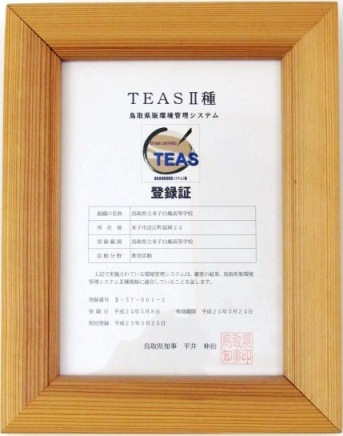 TEASⅡ種
鳥取県版環境管理システム
TEAS
登録証
組織の名称 鳥取県立米子白鳳高等学校
所在地 米子市淀江町福岡24
登録範囲 鳥取県立米子白鳳高等学校
活動分野 教育活動
上記で実施されている環境管理システムは、審査の結果、鳥取県版環境
管理システムⅡ種規格に適合していることを証します。
登録番号 Ⅱ-37-061-2
登録日 平成24年5月8日 有効期限 平成25年3月24日
初回登録 平成23年3月25日
鳥取県知事 平井 伸治